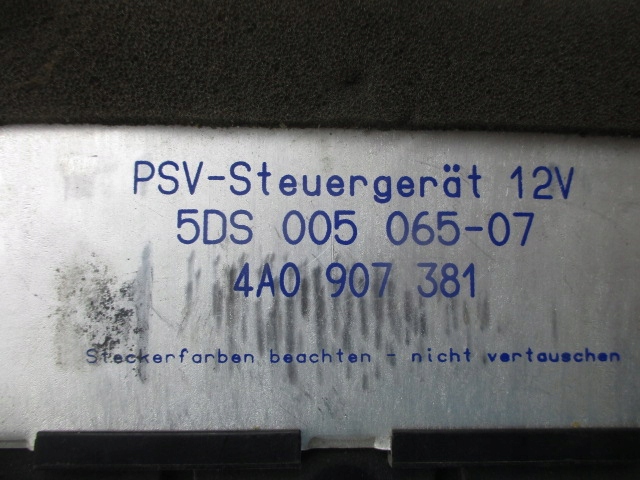 PSV-Steuergerät 12V
5DS 005 065-07
4A0 907 381
Steckerfarben beachten - nicht vertauschen